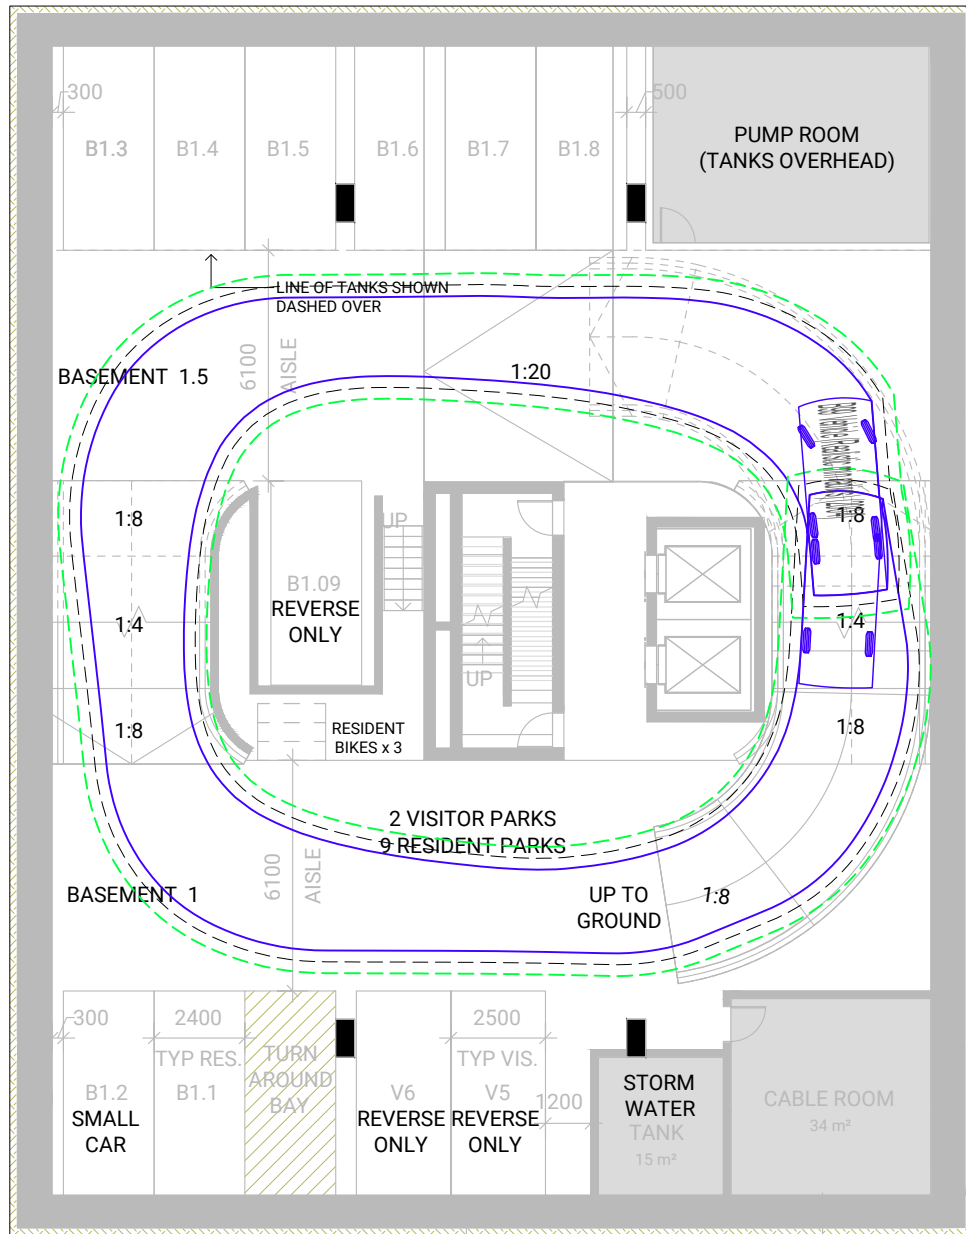 300
500
B1.3
B1.4
B1.5
B1.6
B1.7
B1.8
PUMP ROOM
(TANKS OVERHEAD)
LINE OF TANKS SHOWN
DASHED OVER
6100
AISLE
BASEMENT 1.5
1:20
1:8
1:8
UP
B1.09
REVERSE
ONLY
1:4
1:4
UP
1:8
1:8
RESIDENT
BIKES x 3
2 VISITOR PARKS
9 RESIDENT PARKS
6100
AISLE
BASEMENT 1
UP TO
GROUND
1:8
300
2400
2500
TYP RES.
TURN
AROUND
BAY
TYP VIS.
B1.2
SMALL
CAR
B1.1
V6
REVERSE
ONLY
V5
REVERSE
ONLY
1200
STORM
WATER
TANK
15 m²
CABLE ROOM
34 m²